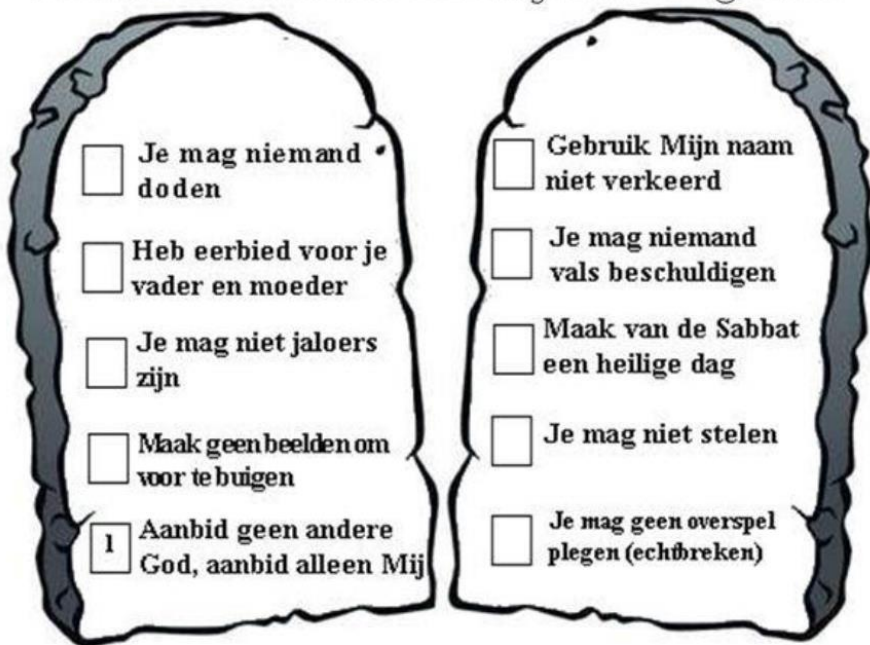 Je mag niemand
doden
Heb eerbied voor je
vader en moeder
Je mag niet jaloers
zijn
Maak geen beelden om
voor te buigen
1 Aanbid geen andere
God, aanbid alleen Mij
Gebruik Mijn naam
niet verkeerd
Je mag niemand
vals beschuldigen
Maak van de Sabbat
een heilige dag
Je mag niet stelen
Je mag geen overspel
plegen (echtbreken)